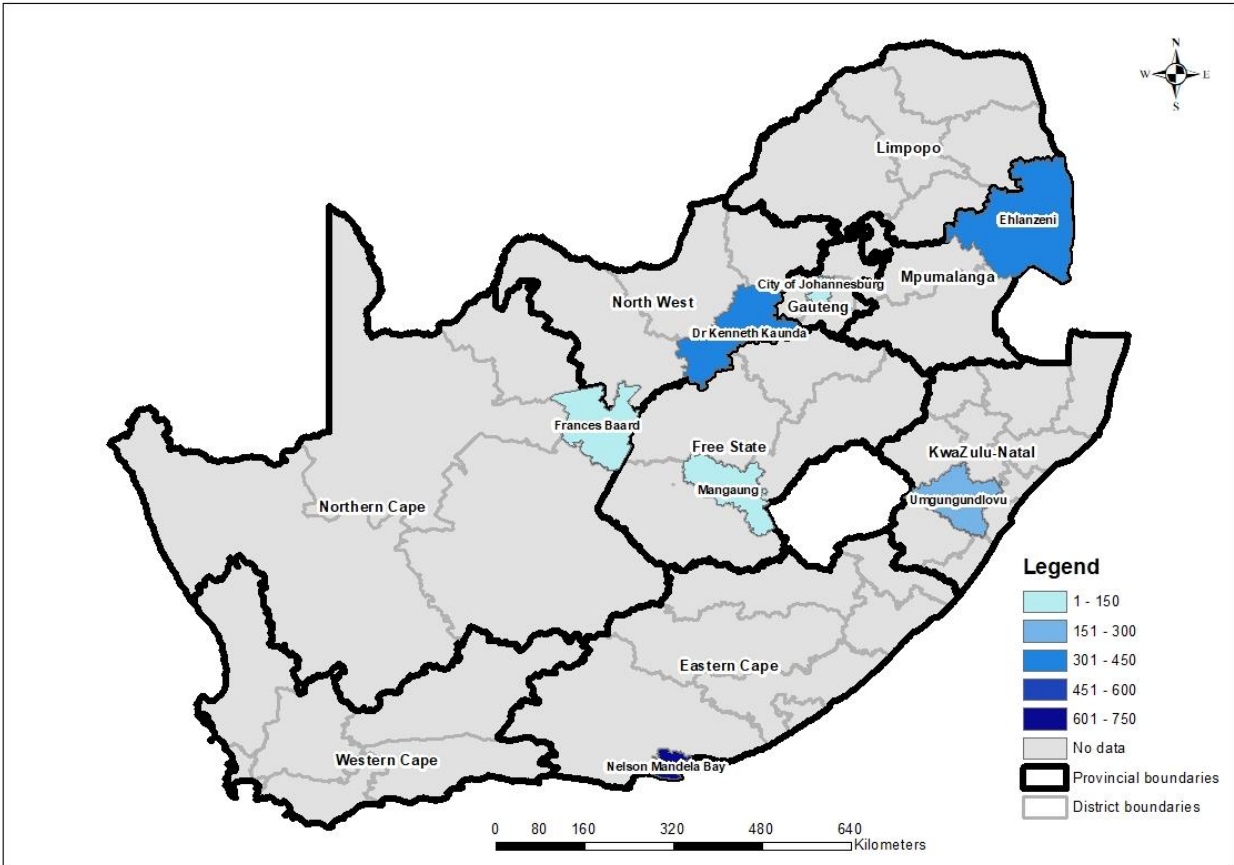 N
W E
S
Limpopo
Ehlanzeni
Mpumalanga
City of Johannesburg
North West
Gauteng
Dr Kenneth Kaunda
Frances Baard
Free State
KwaZulu-Natal
Mangaung
Umgungundlovu
Northern Cape
Eastern Cape
Western Cape
Nelson Mandela Bay
Legend
1 - 150
151 - 300
301 - 450
451 - 600
601 - 750
No data
Provincial boundaries
District boundaries
0 80 160 320 480 640
Kilometers